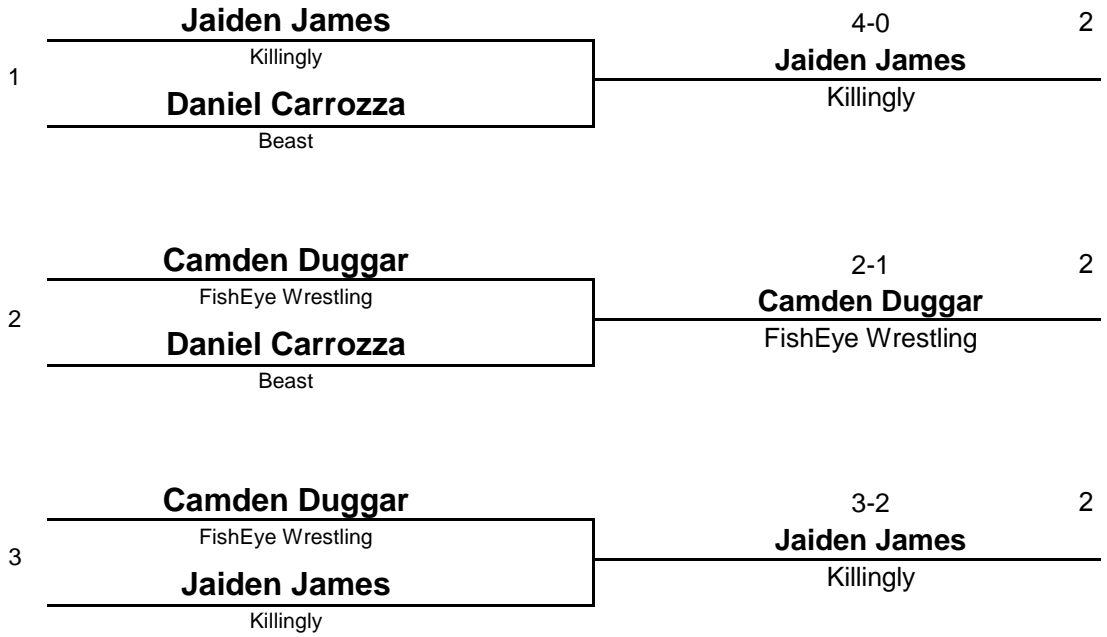 Jaiden James
4-0 2
Killingly
Jaiden James
1
Killingly
Daniel Carrozza
Beast
Camden Duggar
2-1 2
FishEye Wrestling
Camden Duggar
2
FishEye Wrestling
Daniel Carrozza
Beast
Camden Duggar
3-2 2
FishEye Wrestling
Jaiden James
3
Killingly
Jaiden James
Killingly